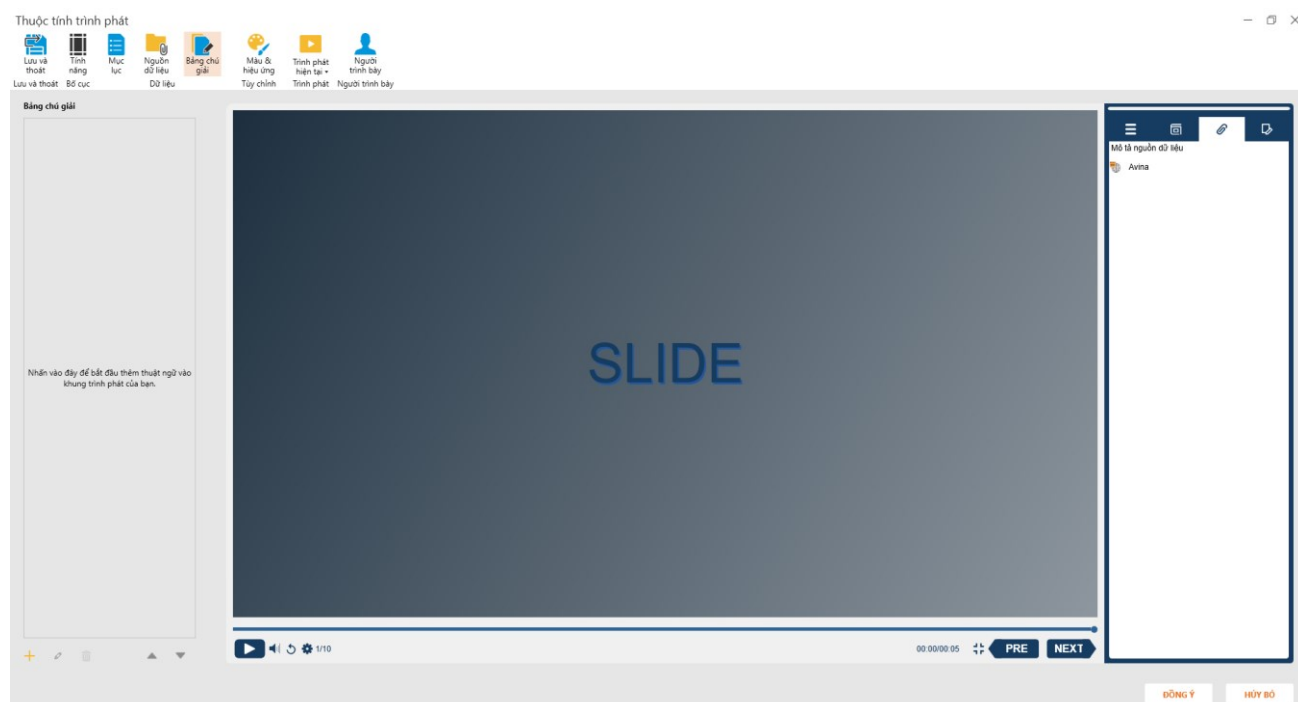 Thuộc tính trình phát
Lưu và thoát
Tính năng
Mục lục
Nguồn dữ liệu
Bảng chú giải
Màu & hiệu ứng
Trình phát hiện tại
Người trình bày
Lưu và thoát Bố cục Dữ liệu Tùy chỉnh Trình phát Người trình bày
Bảng chú giải
Nhấn vào đây để bắt đầu thêm thuật ngữ vào
khung trình phát của bạn.
SLIDE
Mô tả nguồn dữ liệu
Avina
1/10
00:00/00:05
PRE
NEXT
ĐỒNG Ý
HỦY BỎ